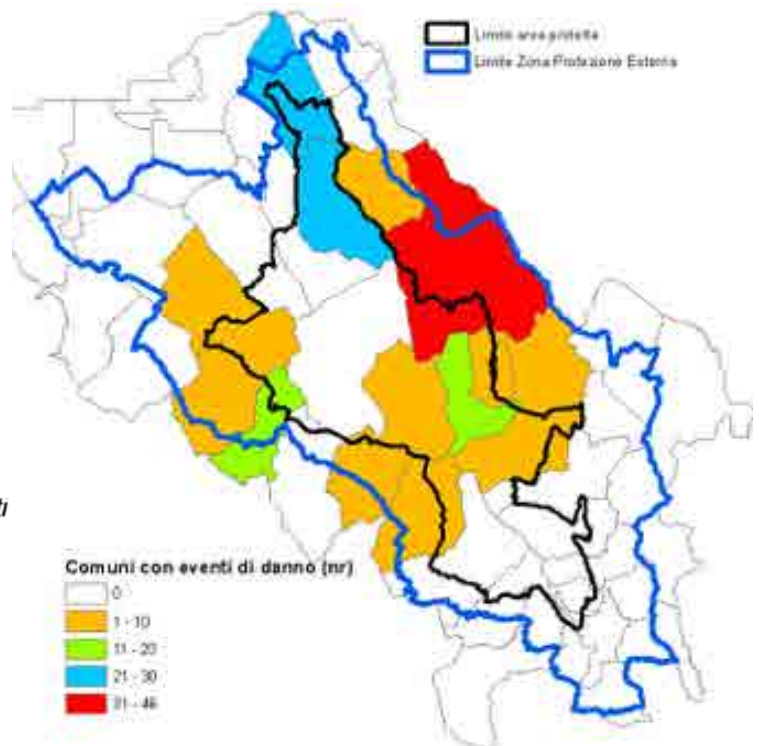 Limite area protetta
Limite Zona Protezione Esterna
ti
Comuni con eventi di danno (nr)
0
1 - 10
11 - 20
21 - 30
31 - 46